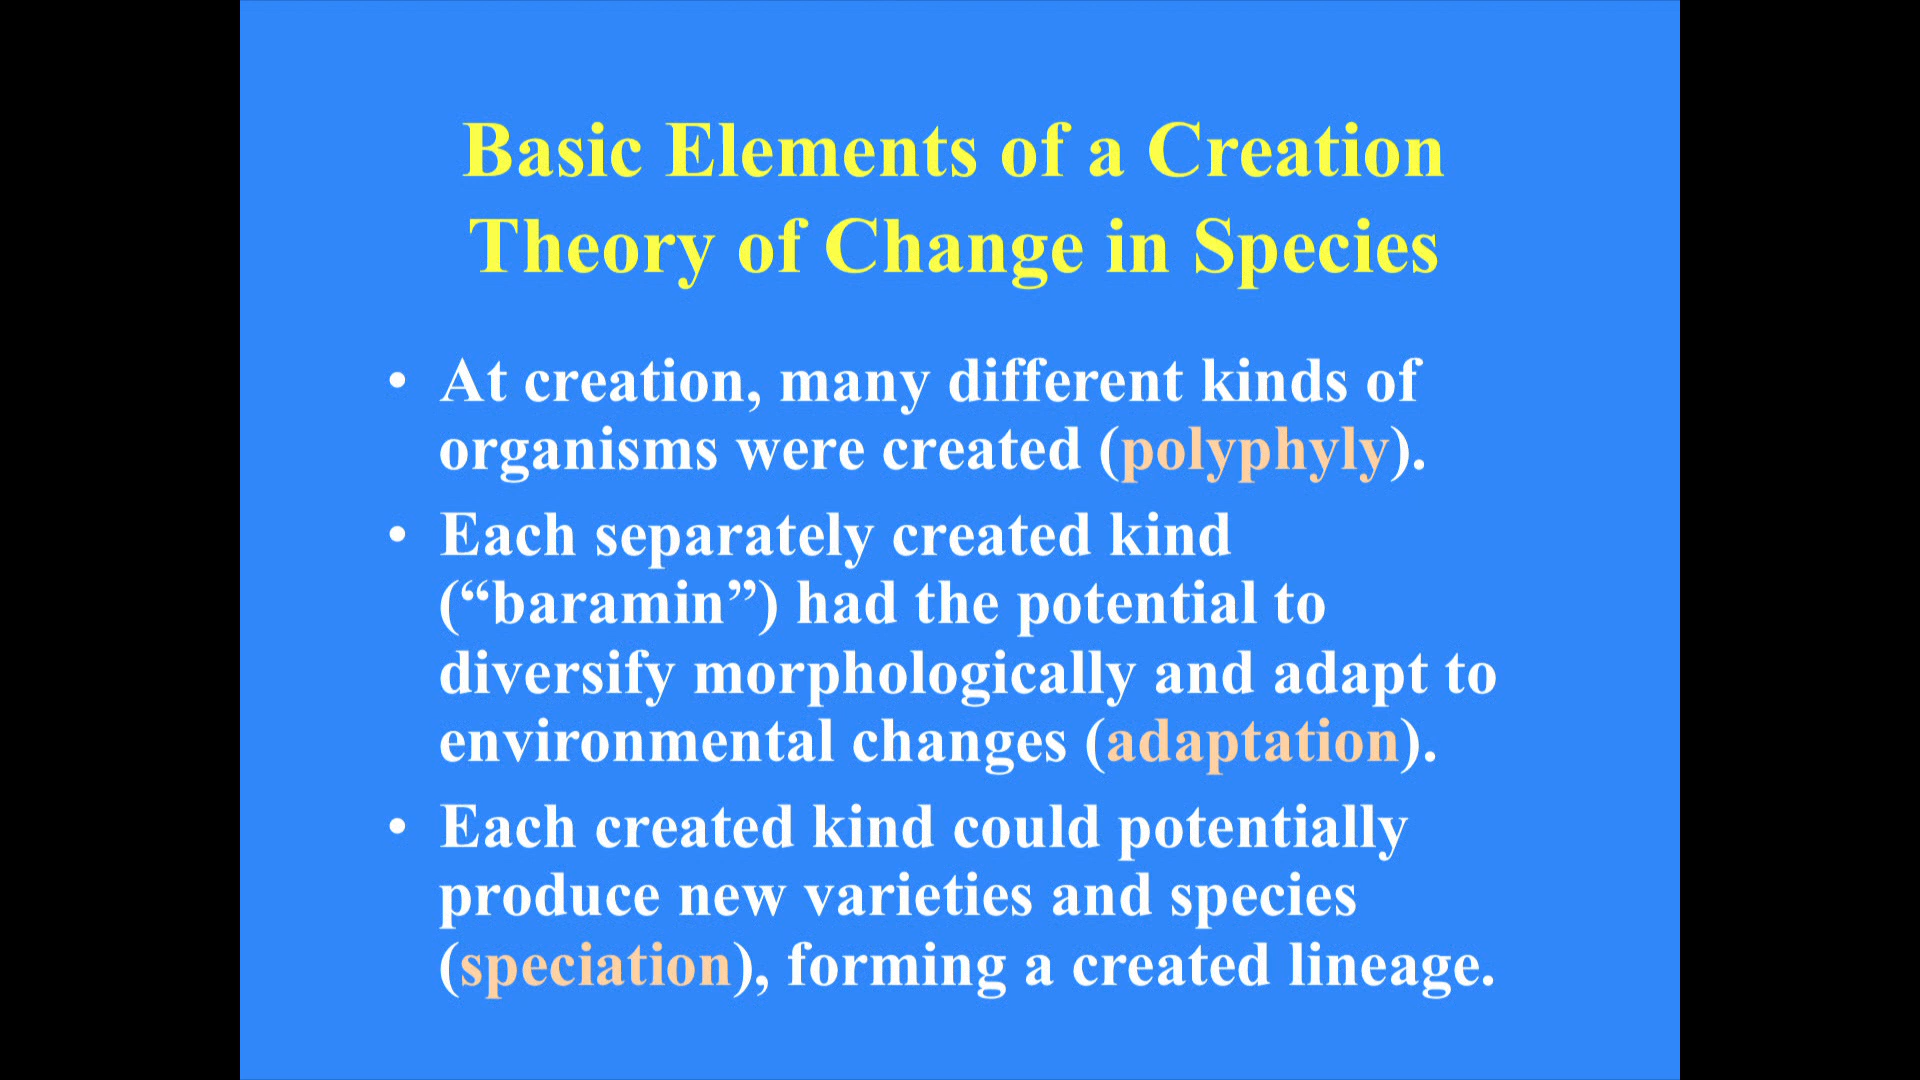 Basic Elements of a Creation
Theory of Change in Species
• At creation, many different kinds of
organisms were created (polyphyly).
• Each separately created kind
(“baramin”) had the potential to
diversify morphologically and adapt to
environmental changes (adaptation).
• Each created kind could potentially
produce new varieties and species
(speciation), forming a created lineage.